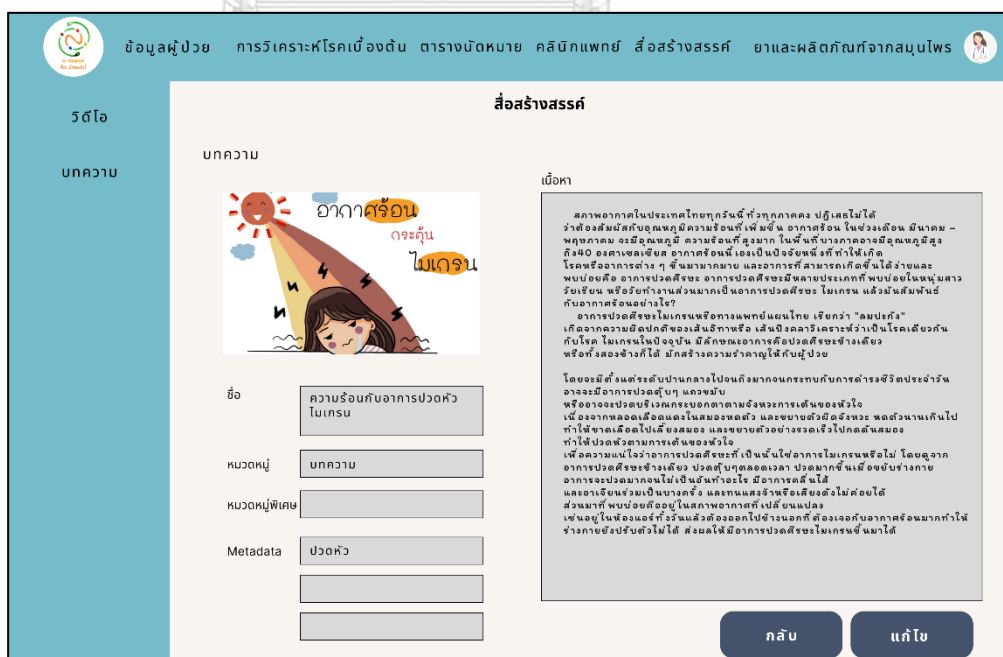 ณ ปลดแอก
Na Lodaid
ข้อมูลผู้ป่วย การวิเคราะห์โรคเบื้องต้น ตารางนัดหมาย คลินิกแพทย์ สื่อสร้างสรรค์ ยาและผลิตภัณฑ์จากสมุนไพร
วิดีโอ
บทความ
สื่อสร้างสรรค์
บทความ
อากาศร้อน
กระตุ้น
ไมเกรน
ชื่อ
ความร้อนกับอาการปวดหัว
ไมเกรน
หมวดหมู่
บทความ
หมวดหมู่พิเศษ
Metadata
ปวดหัว
เนื้อหา
สภาพอากาศในประเทศไทยทุกวันนี้ ทั่วทุกภาคคง ปฏิเสธไม่ได้
ว่าต้องสัมผัสกับอุณหภูมิความร้อนที่เพิ่มขึ้น อากาศร้อน ในช่วงเดือน มีนาคม –
พฤษภาคม จะมีอุณหภูมิ ความร้อนที่สูงมาก ในพื้นที่บางภาคอาจมีอุณหภูมิสูง
ถึง40 องศาเซลเซียส อากาศร้อนนี้เองเป็นปัจจัยหนึ่งที่ทำให้เกิด
โรคหรืออาการต่าง ๆ ขึ้นมามากมาย และอาการที่สามารถเกิดขึ้นได้ง่ายและ
พบบ่อยคือ อาการปวดศีรษะ อาการปวดศีรษะมีหลายประเภทที่พบบ่อยในหนุ่มสาว
วัยเรียน หรือวัยทำงานส่วนมากเป็นอาการปวดศีรษะ ไมเกรน แล้วมันสัมพันธ์
กับอากาศร้อนอย่างไร?
อาการปวดศีรษะไมเกรนหรือทางแพทย์แผนไทย เรียกว่า "ลมปะกัง"
เกิดจากความผิดปกติของเส้นอิทาหรือ เส้นปิงคลาวิเคราะห์ว่าเป็นโรคเดียวกัน
กับโรค ไมเกรนในปัจจุบัน มีลักษณะอาการคือปวดศีรษะข้างเดียว
หรือทั้งสองข้างก็ได้ มักสร้างความรำคาญให้กับผู้ป่วย
โดยจะมีตั้งแต่ระดับปานกลางไปจนถึงมากจนกระทบกับการดำรงชีวิตประจำวัน
อาจจะมีอาการปวดตุ้บๆ แถวขมับ
หรืออาจจะปวดบริเวณกระบอกตาตามจังหวะการเต้นของหัวใจ
เนื่องจากหลอดเลือดแดงในสมองหดตัว และขยายตัวผิดจังหวะ หดตัวนานเกินไป
ทำให้ขาดเลือดไปเลี้ยงสมอง และขยายตัวอย่างรวดเร็วไปกดดันสมอง
ทำให้ปวดหัวตามการเต้นของหัวใจ
เพื่อความแน่ใจว่าอาการปวดศีรษะที่เป็นนั้นใช่อาการไมเกรนหรือไม่ โดยดูจาก
อาการปวดศีรษะข้างเดียว ปวดตุ้บๆตลอดเวลา ปวดมากขึ้นเมื่อขยับร่างกาย
อาการจะปวดมากจนไม่เป็นอันทำอะไร มีอาการคลื่นไส้
และอาเจียนร่วมเป็นบางครั้ง และทนแสงจ้าหรือเสียงดังไม่ค่อยได้
ส่วนมาที่พบบ่อยคืออยู่ในสภาพอากาศที่เปลี่ยนแปลง
เช่นอยู่ในห้องแอร์ทั้งวันแล้วต้องออกไปข้างนอกที่ต้องเจอกับอากาศร้อนมากทำให้
ร่างกายยังปรับตัวไม่ได้ ส่งผลให้มีอาการปวดศีรษะไมเกรนขึ้นมาได้
กลับ
แก้ไข